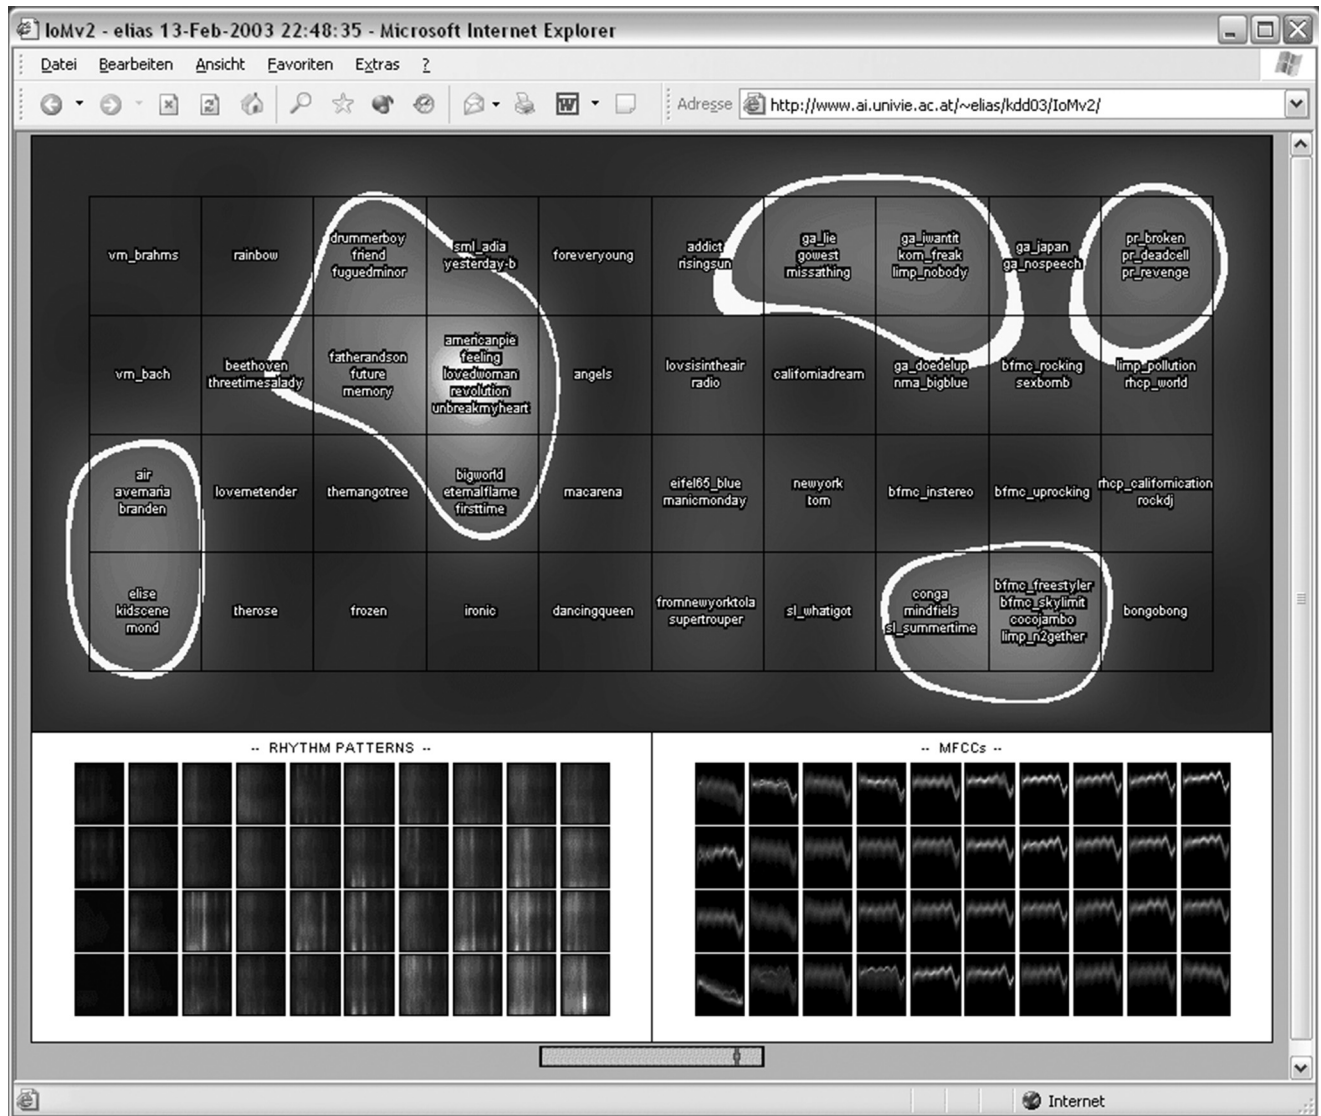 IoMv2 - elias 13-Feb-2003 22:48:35 - Microsoft Internet Explorer
Datei Bearbeiten Ansicht Favoriten Extras ?
Adresse http://www.ai.univie.ac.at/~elias/kdd03/IoMv2/
vm_brahms
rainbow
drummerboy
friend
fuguedminor
sml_adia
yesterday-b
foreveryoung
addict
risingsun
ga_lie
gowest
missathing
ga_iwantit
korn_freak
limp_nobody
ga_japan
ga_nospeech
pr_broken
pr_deadcell
pr_revenge
vm_bach
beethoven
threetimesalady
fatherandson
future
memory
americanpie
feeling
lovedwoman
revolution
unbreakmyheart
angels
lovsisintheair
radio
californiadream
ga_doedelup
nma_bigblue
bfmc_rocking
sexbomb
limp_pollution
rhcp_world
air
avemaria
branden
lovemetender
themangotree
bigworld
eternalflame
firsttime
macarena
eifel65_blue
manicmonday
newyork
tom
bfmc_instereo
bfmc_uprocking
rhcp_californication
rockdj
elise
kidscene
mond
therose
frozen
ironic
dancingqueen
fromnewyorktola
supertrouper
sl_whatigot
conga
mindfiels
sl_summertime
bfmc_freestyler
bfmc_skylimit
cocojambo
limp_n2gether
bongobong
-- RHYTHM PATTERNS --
-- MFCCs --
Internet